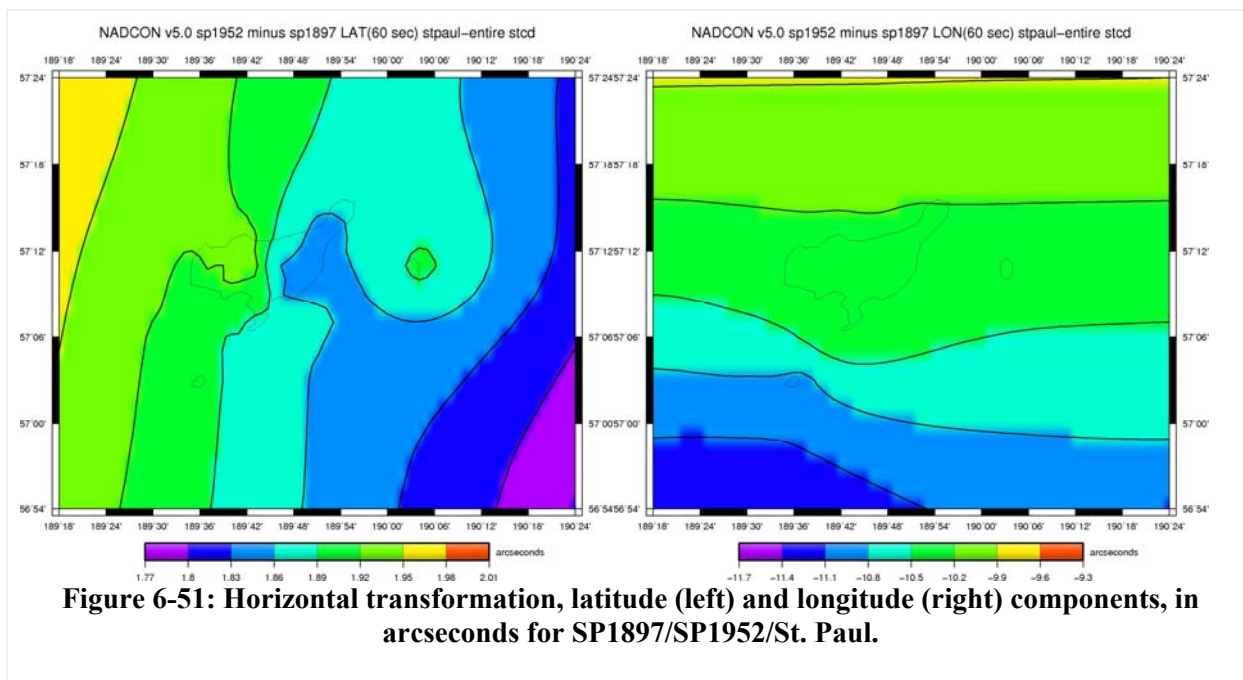 NADCON v5.0 sp1952 minus sp1897 LAT(60 sec) stpaul-entire stcd
189˚18' 189˚24' 189˚30' 189˚36' 189˚42' 189˚48' 189˚54' 190˚00' 190˚06' 190˚12' 190˚18' 190˚24'
57˚24' 57˚24'
57˚18' 57˚18'
57˚12' 57˚12'
57˚06' 57˚06'
57˚00' 57˚00'
56˚54' 56˚54'
189˚18' 189˚24' 189˚30' 189˚36' 189˚42' 189˚48' 189˚54' 190˚00' 190˚06' 190˚12' 190˚18' 190˚24'
arcseconds
1.77 1.8 1.83 1.86 1.89 1.92 1.95 1.98 2.01
NADCON v5.0 sp1952 minus sp1897 LON(60 sec) stpaul-entire stcd
189˚18' 189˚24' 189˚30' 189˚36' 189˚42' 189˚48' 189˚54' 190˚00' 190˚06' 190˚12' 190˚18' 190˚24'
57˚24' 57˚24'
57˚18' 57˚18'
57˚12' 57˚12'
57˚06' 57˚06'
57˚00' 57˚00'
56˚54' 56˚54'
189˚18' 189˚24' 189˚30' 189˚36' 189˚42' 189˚48' 189˚54' 190˚00' 190˚06' 190˚12' 190˚18' 190˚24'
arcseconds
−11.7 −11.4 −11.1 −10.8 −10.5 −10.2 −9.9 −9.6 −9.3
Figure 6-51: Horizontal transformation, latitude (left) and longitude (right) components, in
arcseconds for SP1897/SP1952/St. Paul.